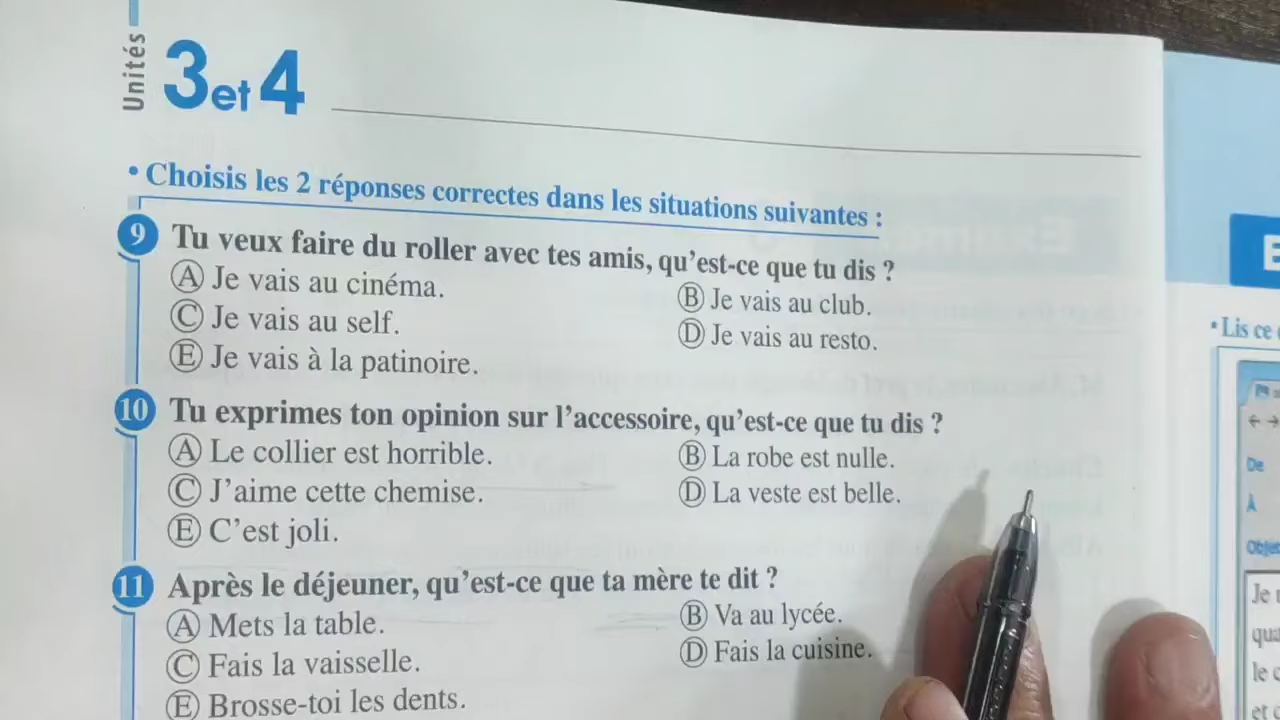 Unités 3 et 4
• Choisis les 2 réponses correctes dans les situations suivantes :
9 Tu veux faire du roller avec tes amis, qu'est-ce que tu dis ?
A Je vais au cinéma.
B Je vais au club.
C Je vais au self.
D Je vais au resto.
E Je vais à la patinoire.
10 Tu exprimes ton opinion sur l'accessoire, qu'est-ce que tu dis ?
A Le collier est horrible.
B La robe est nulle.
C J'aime cette chemise.
D La veste est belle.
E C'est joli.
11 Après le déjeuner, qu'est-ce que ta mère te dit ?
A Mets la table.
B Va au lycée.
C Fais la vaisselle.
D Fais la cuisine.
E Brosse-toi les dents.
• Lis ce
De
À
Objet
Je
le
et